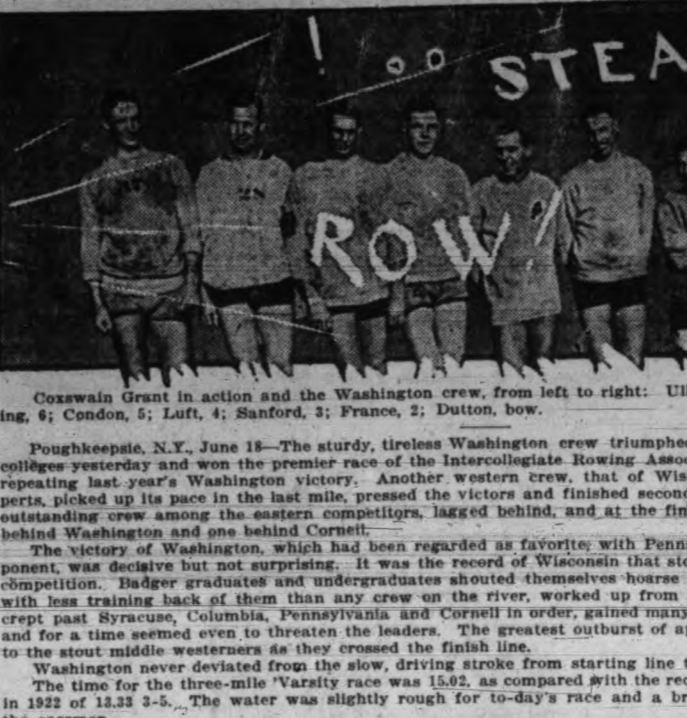 ! oo STEA
ROW!
Coxswain Grant in action and the Washington crew, from left to right: Ul
ing, 6; Condon, 5; Luft, 4; Sanford, 3; France, 2; Dutton, bow.
Poughkeepsie, N.Y., June 18—The sturdy, tireless Washington crew triumphe
colleges yesterday and won the premier race of the Intercollegiate Rowing Assoc
repeating last year's Washington victory. Another western crew, that of Wis
perts, picked up its pace in the last mile, pressed the victors and finished second
outstanding crew among the eastern competitors, lagged behind, and at the fin
behind Washington and one behind Cornell.
The victory of Washington, which had been regarded as favorite, with Penns
ponent, was decisive but not surprising. It was the record of Wisconsin that sto
competition. Badger graduates and undergraduates shouted themselves hoarse
with less training back of them than any crew on the river, worked up from
crept past Syracuse, Columbia, Pennsylvania and Cornell in order, gained many
and for a time seemed even to threaten the leaders. The greatest outburst of a
to the stout middle westerners as they crossed the finish line.
Washington never deviated from the slow, driving stroke from starting line
The time for the three-mile 'Varsity race was 15.02, as compared with the rec
in 1922 of 13.33 3-5. The water was slightly rough for to-day's race and a br